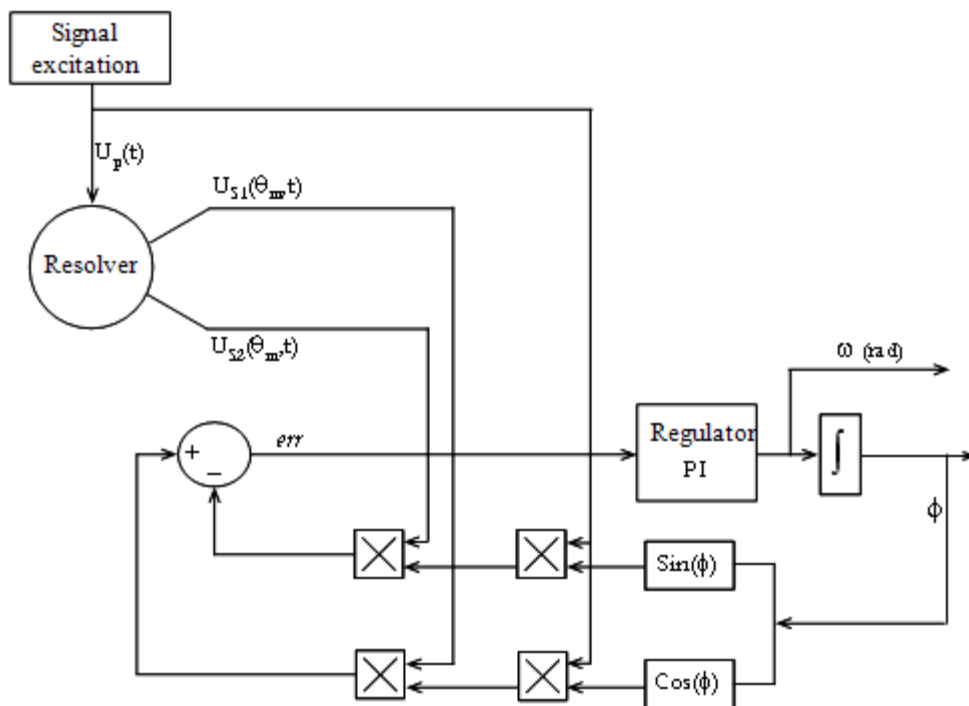 Signal
excitation
U_p(t)
U_S1(θ_m,t)
Resolver
U_S2(θ_m,t)
ω (rad)
+
−
err
Regulator
PI
∫
ϕ
Sin(ϕ)
Cos(ϕ)